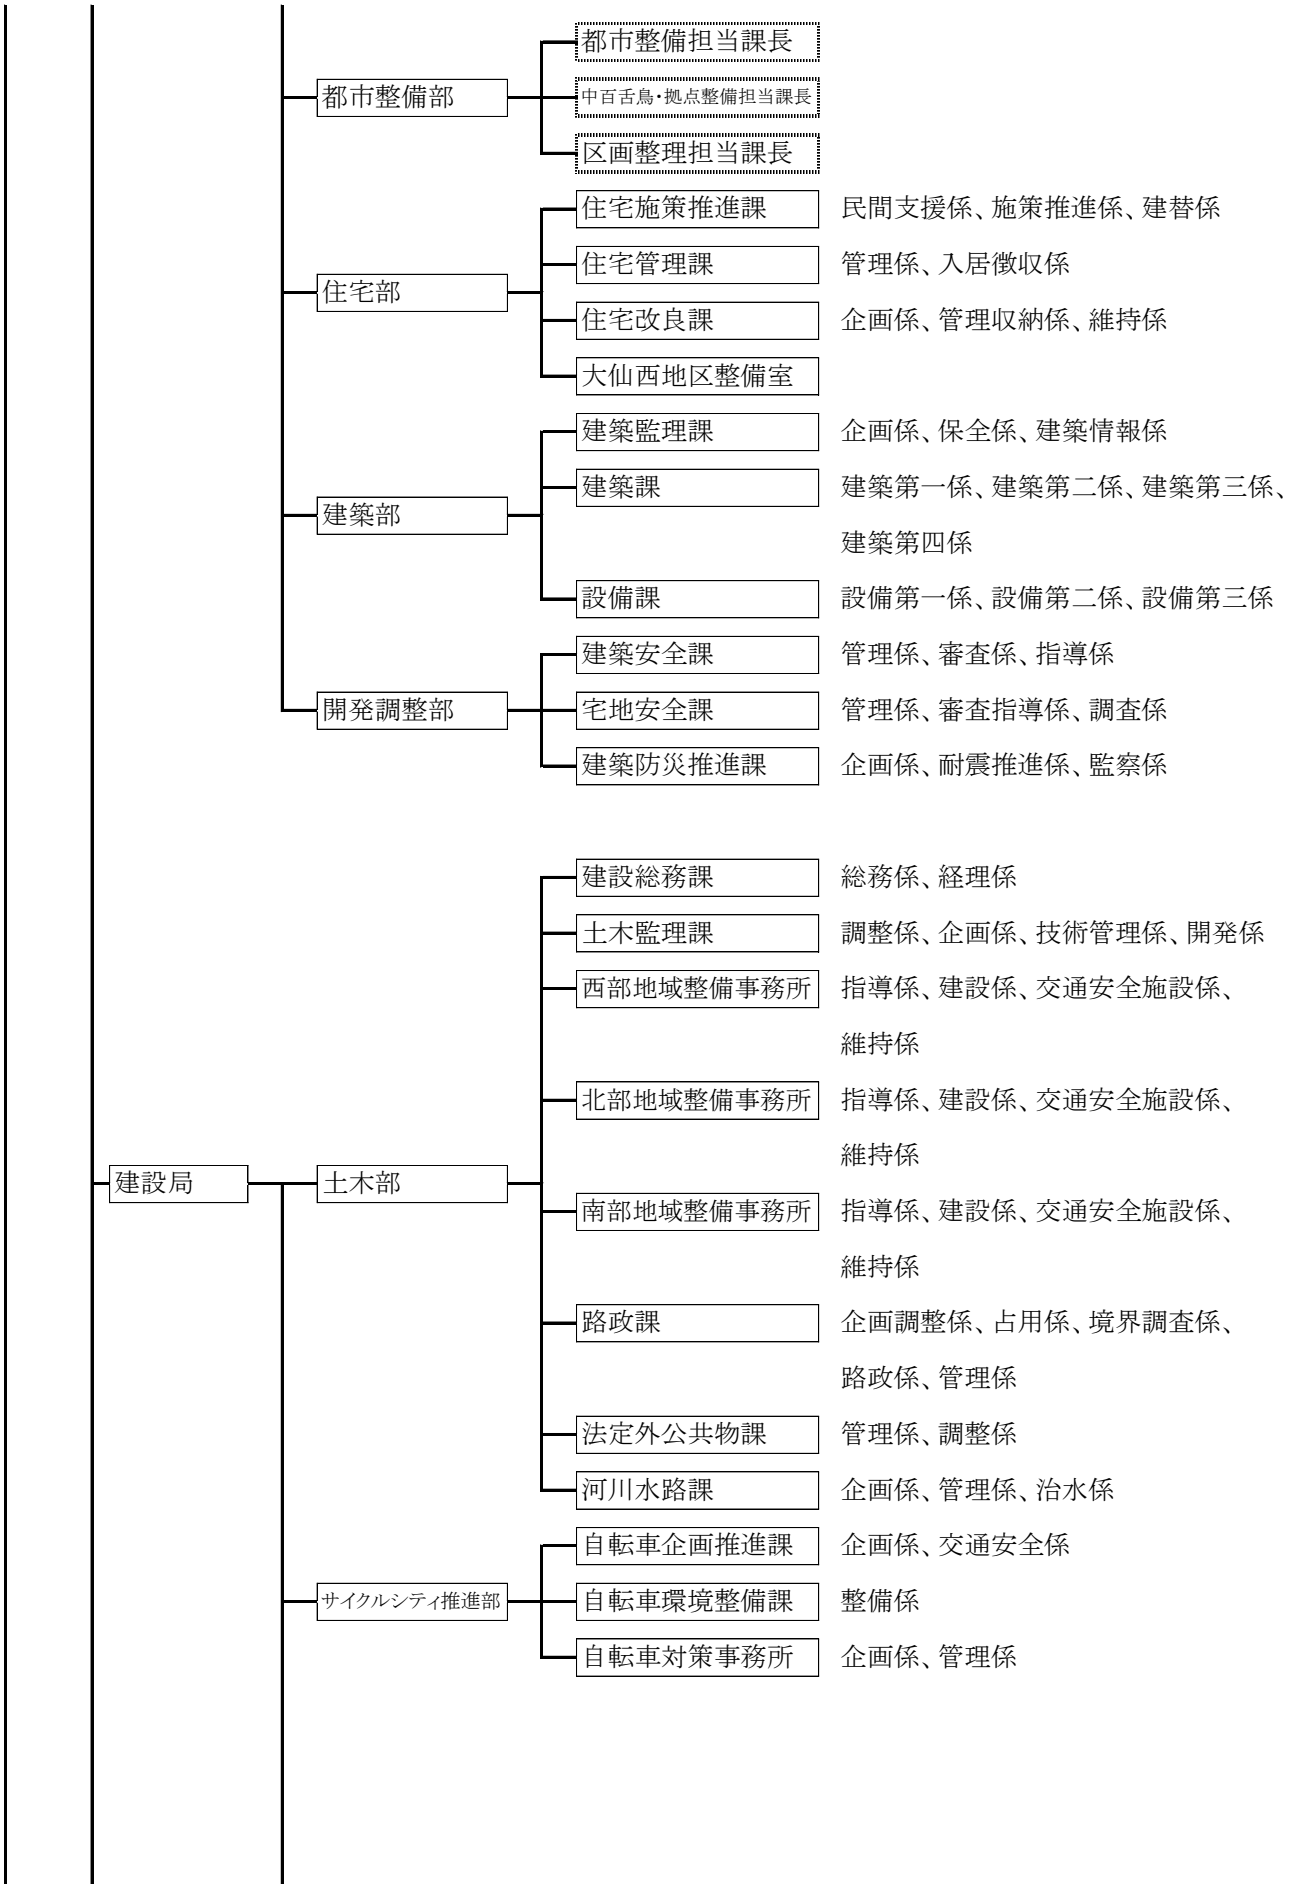 都市整備担当課長
都市整備部
中百舌鳥・拠点整備担当課長
区画整理担当課長
住宅施策推進課 民間支援係、施策推進係、建替係
住宅管理課 管理係、入居徴収係
住宅部
住宅改良課 企画係、管理収納係、維持係
大仙西地区整備室
建築監理課 企画係、保全係、建築情報係
建築課 建築第一係、建築第二係、建築第三係、
建築部
建築第四係
設備課 設備第一係、設備第二係、設備第三係
建築安全課 管理係、審査係、指導係
開発調整部
宅地安全課 管理係、審査指導係、調査係
建築防災推進課 企画係、耐震推進係、監察係
建設総務課 総務係、経理係
土木監理課 調整係、企画係、技術管理係、開発係
西部地域整備事務所 指導係、建設係、交通安全施設係、
維持係
北部地域整備事務所 指導係、建設係、交通安全施設係、
維持係
建設局
土木部
南部地域整備事務所 指導係、建設係、交通安全施設係、
維持係
路政課 企画調整係、占用係、境界調査係、
路政係、管理係
法定外公共物課 管理係、調整係
河川水路課 企画係、管理係、治水係
自転車企画推進課 企画係、交通安全係
サイクルシティ推進部
自転車環境整備課 整備係
自転車対策事務所 企画係、管理係